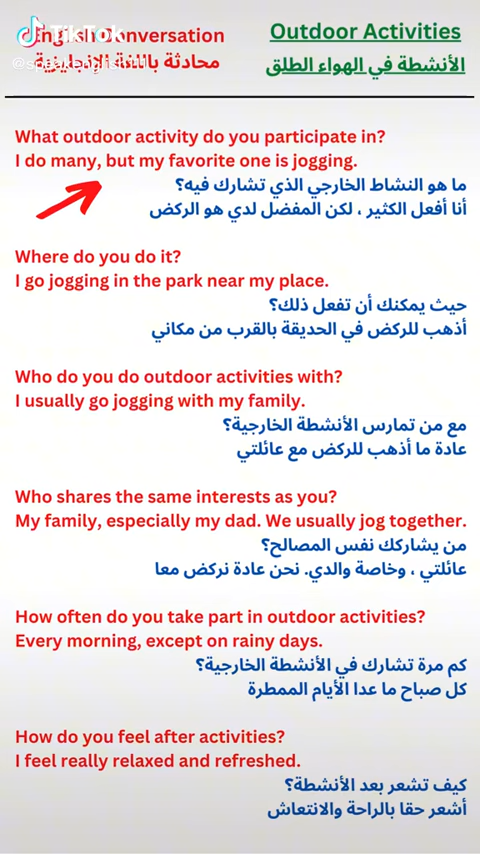 TikTok
English Conversation
محادثة باللغة الإنجليزية
Outdoor Activities
الأنشطة في الهواء الطلق
What outdoor activity do you participate in?
I do many, but my favorite one is jogging.
ما هو النشاط الخارجي الذي تشارك فيه؟
أنا أفعل الكثير ، لكن المفضل لدي هو الركض
Where do you do it?
I go jogging in the park near my place.
حيث يمكنك أن تفعل ذلك؟
أذهب للركض في الحديقة بالقرب من مكاني
Who do you do outdoor activities with?
I usually go jogging with my family.
مع من تمارس الأنشطة الخارجية؟
عادة ما أذهب للركض مع عائلتي
Who shares the same interests as you?
My family, especially my dad. We usually jog together.
من يشاركك نفس المصالح؟
عائلتي ، وخاصة والدي. نحن عادة نركض معا
How often do you take part in outdoor activities?
Every morning, except on rainy days.
كم مرة تشارك في الأنشطة الخارجية؟
كل صباح ما عدا الأيام الممطرة
How do you feel after activities?
I feel really relaxed and refreshed.
كيف تشعر بعد الأنشطة؟
أشعر حقا بالراحة والانتعاش